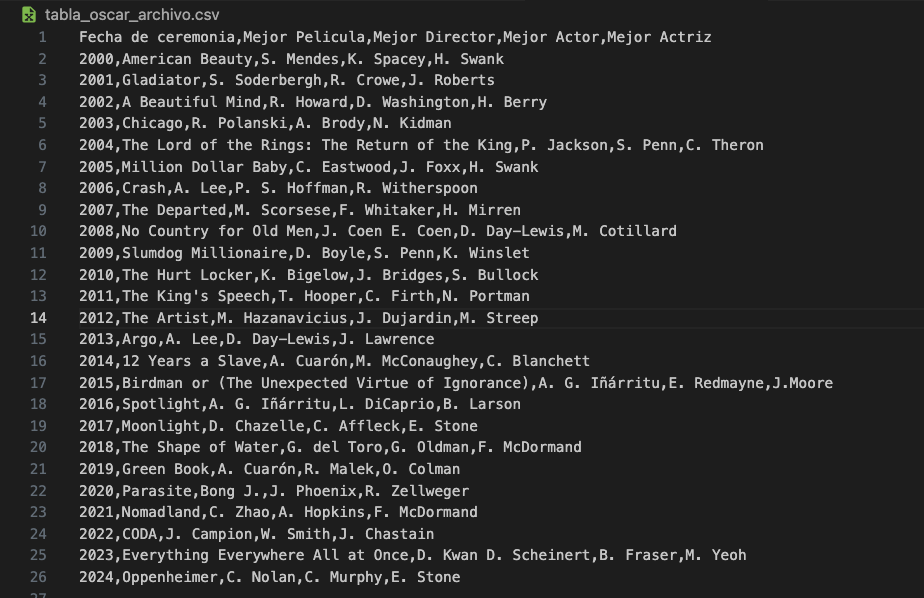 tabla_oscar_archivo.csv
1 Fecha de ceremonia,Mejor Pelicula,Mejor Director,Mejor Actor,Mejor Actriz
2 2000,American Beauty,S. Mendes,K. Spacey,H. Swank
3 2001,Gladiator,S. Soderbergh,R. Crowe,J. Roberts
4 2002,A Beautiful Mind,R. Howard,D. Washington,H. Berry
5 2003,Chicago,R. Polanski,A. Brody,N. Kidman
6 2004,The Lord of the Rings: The Return of the King,P. Jackson,S. Penn,C. Theron
7 2005,Million Dollar Baby,C. Eastwood,J. Foxx,H. Swank
8 2006,Crash,A. Lee,P. S. Hoffman,R. Witherspoon
9 2007,The Departed,M. Scorsese,F. Whitaker,H. Mirren
10 2008,No Country for Old Men,J. Coen E. Coen,D. Day-Lewis,M. Cotillard
11 2009,Slumdog Millionaire,D. Boyle,S. Penn,K. Winslet
12 2010,The Hurt Locker,K. Bigelow,J. Bridges,S. Bullock
13 2011,The King's Speech,T. Hooper,C. Firth,N. Portman
14 2012,The Artist,M. Hazanavicius,J. Dujardin,M. Streep
15 2013,Argo,A. Lee,D. Day-Lewis,J. Lawrence
16 2014,12 Years a Slave,A. Cuarón,M. McConaughey,C. Blanchett
17 2015,Birdman or (The Unexpected Virtue of Ignorance),A. G. Iñárritu,E. Redmayne,J.Moore
18 2016,Spotlight,A. G. Iñárritu,L. DiCaprio,B. Larson
19 2017,Moonlight,D. Chazelle,C. Affleck,E. Stone
20 2018,The Shape of Water,G. del Toro,G. Oldman,F. McDormand
21 2019,Green Book,A. Cuarón,R. Malek,O. Colman
22 2020,Parasite,Bong J.,J. Phoenix,R. Zellweger
23 2021,Nomadland,C. Zhao,A. Hopkins,F. McDormand
24 2022,CODA,J. Campion,W. Smith,J. Chastain
25 2023,Everything Everywhere All at Once,D. Kwan D. Scheinert,B. Fraser,M. Yeoh
26 2024,Oppenheimer,C. Nolan,C. Murphy,E. Stone